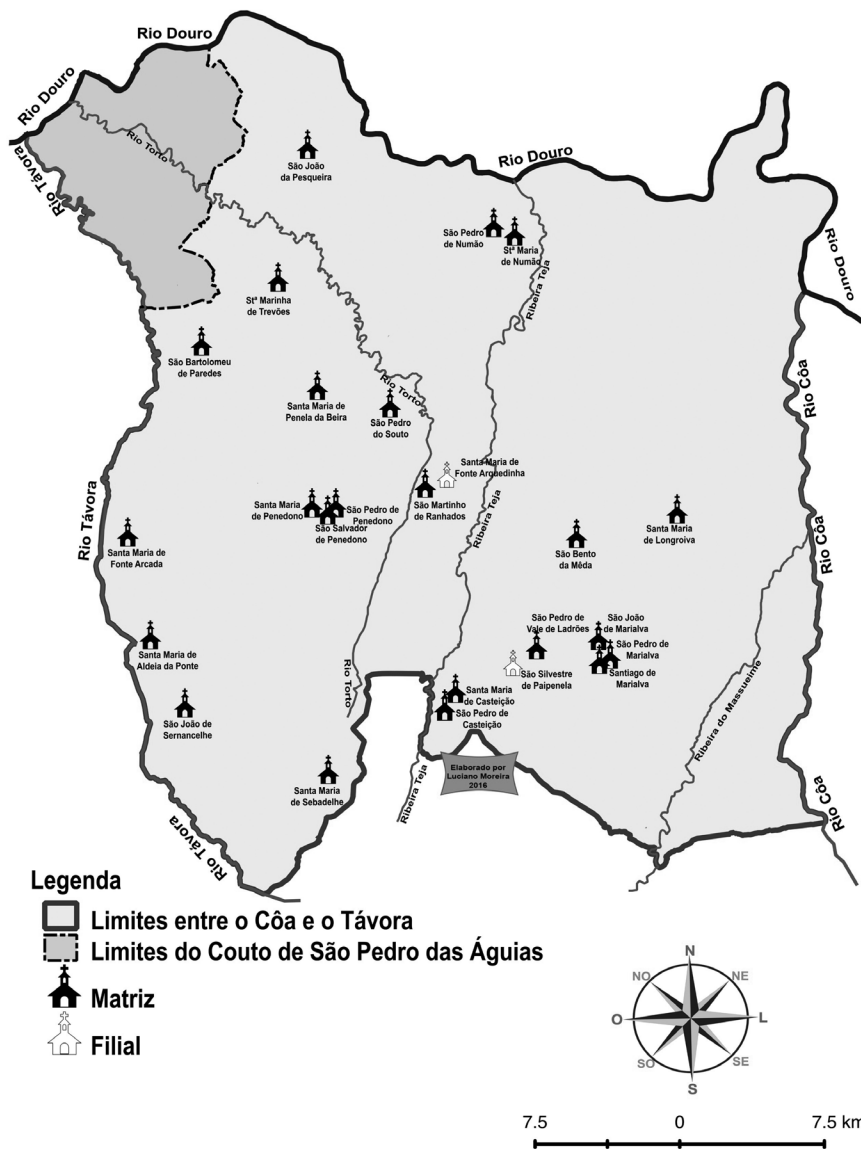 Rio Douro
Rio Douro
Rio Torto
Rio Távora
São João
da Pesqueira
Rio Douro
São Pedro
de Numão
Stª Maria
de Numão
Rio Douro
Ribeira Teja
Stª Marinha
de Trevões
São Bartolomeu
de Paredes
Santa Maria de
Penela da Beira
Rio Torto
São Pedro
do Souto
Rio Côa
Santa Maria de
Fonte Arquedinha
São Martinho
de Ranhados
Ribeira Teja
Santa Maria
de Penedono
São Pedro de
Penedono
São Salvador
de Penedono
Rio Távora
Santa Maria de
Fonte Arcada
São Bento
da Mêda
Santa Maria
de Longroiva
Rio Côa
São Pedro de
Vale de Ladrões
São João
de Marialva
São Pedro de
Marialva
Santiago de
Marialva
São Silvestre
de Paipenela
Santa Maria de
Aldeia da Ponte
Rio Torto
Santa Maria
de Casteição
São Pedro de
Casteição
São João de
Sernancelhe
Ribeira do Massueime
Santa Maria
de Sebadelhe
Ribeira Teja
Elaborado por
Luciano Moreira
2016
Rio Távora
Rio Côa
Legenda
Limites entre o Côa e o Távora
Limites do Couto de São Pedro das Águias
Matriz
Filial
N
NO
NE
O
L
SO
SE
S
7.5 0 7.5 km